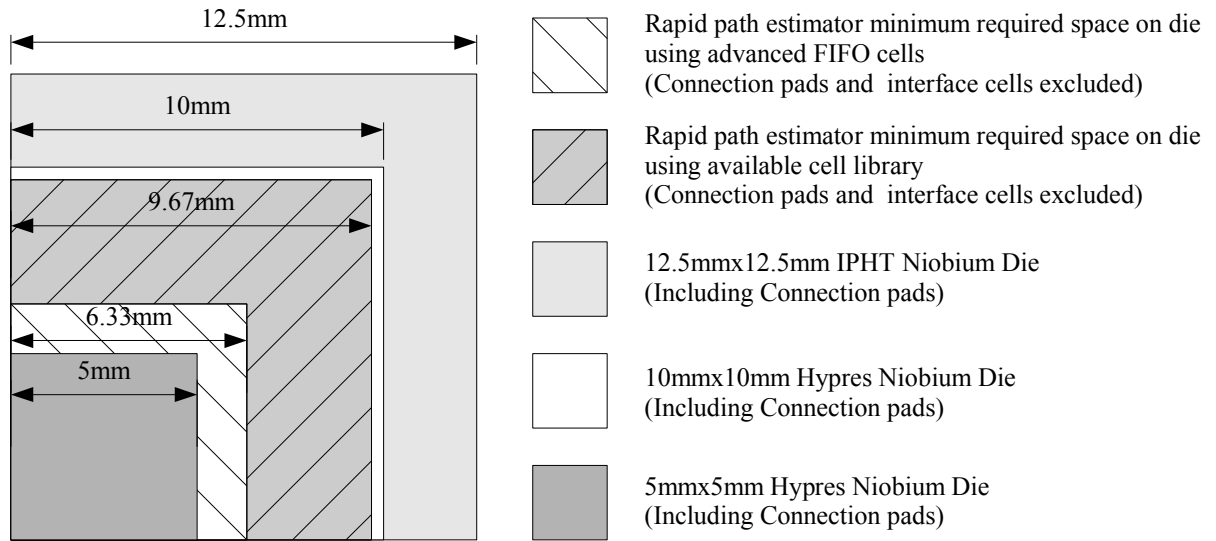 12.5mm
10mm
9.67mm
6.33mm
5mm
Rapid path estimator minimum required space on die
using advanced FIFO cells
(Connection pads and interface cells excluded)
Rapid path estimator minimum required space on die
using available cell library
(Connection pads and interface cells excluded)
12.5mmx12.5mm IPHT Niobium Die
(Including Connection pads)
10mmx10mm Hypres Niobium Die
(Including Connection pads)
5mmx5mm Hypres Niobium Die
(Including Connection pads)